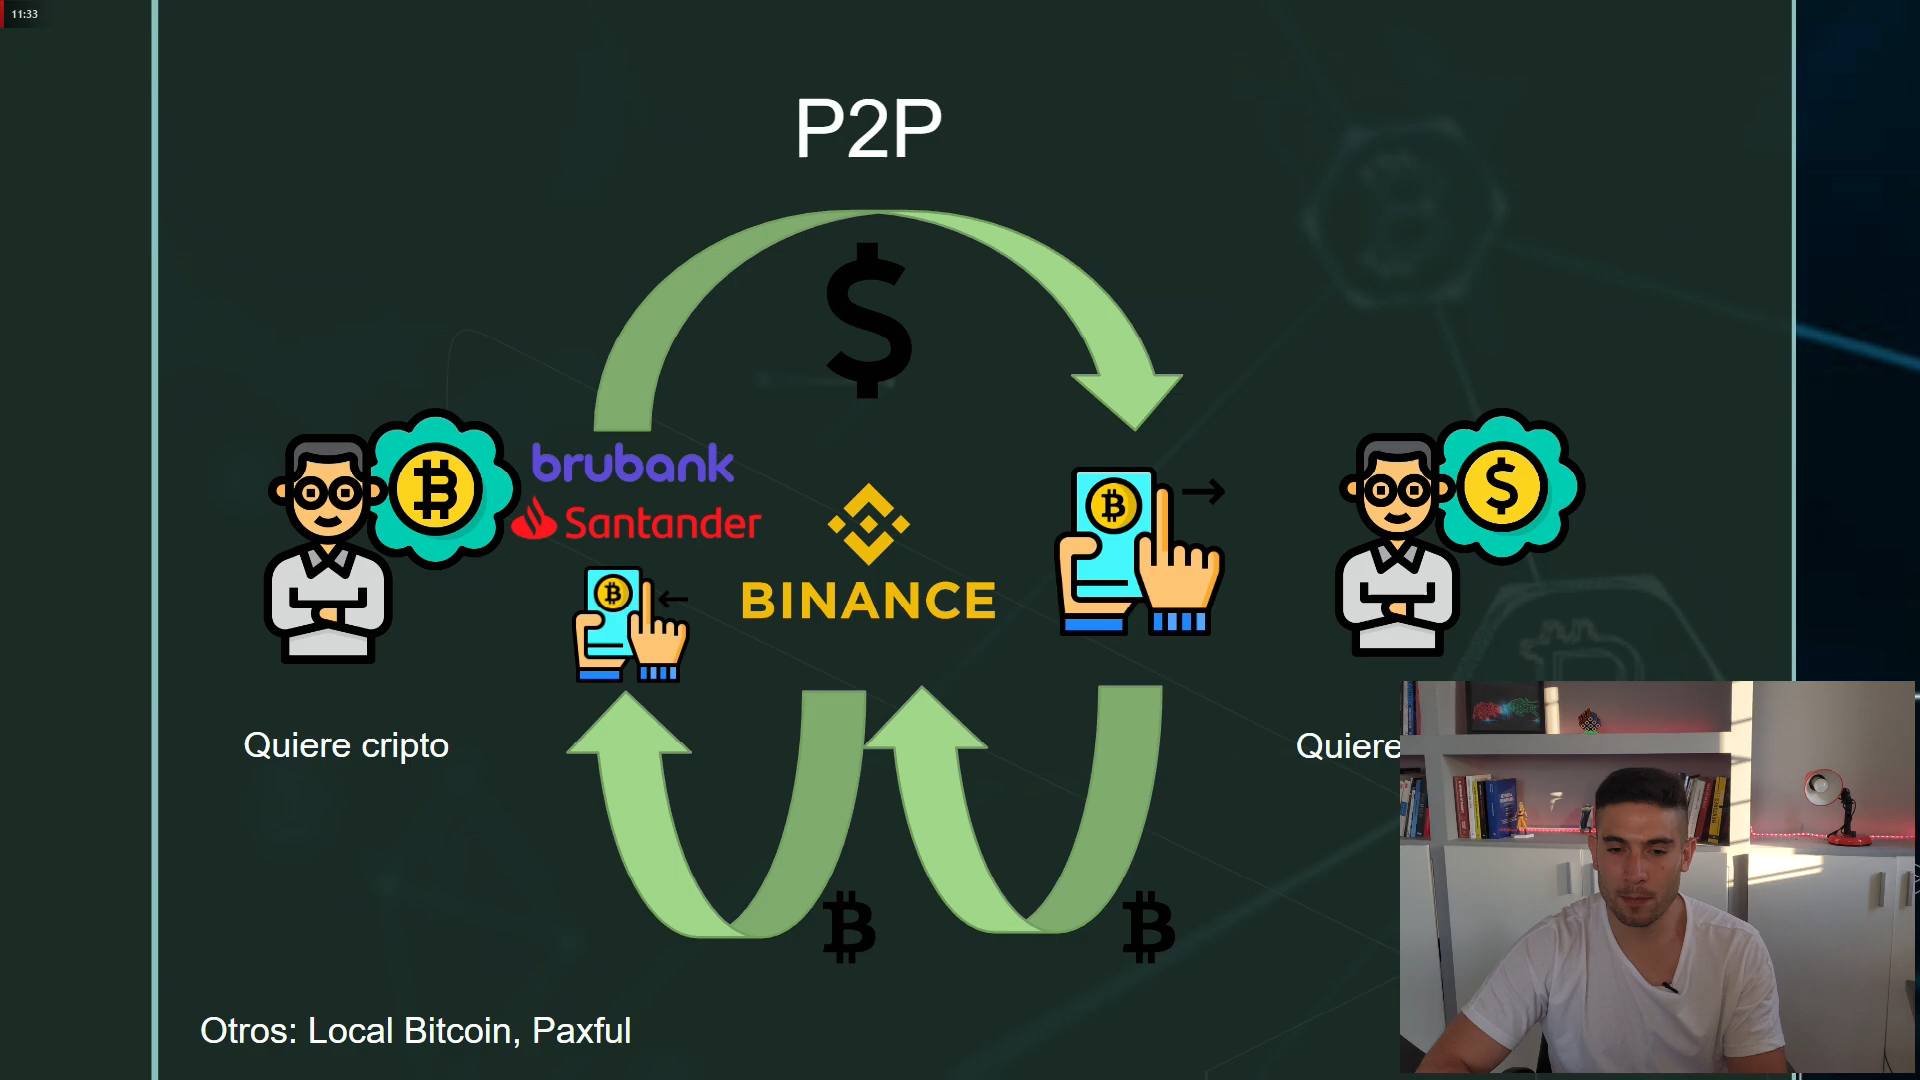 11:33
P2P
brubank
Santander
BINANCE
Quiere cripto
Quiere
Otros: Local Bitcoin, Paxful